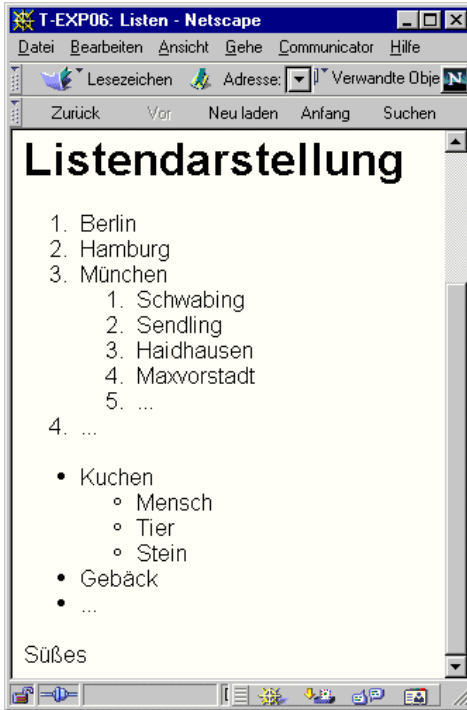 T-EXP06: Listen - Netscape
Datei Bearbeiten Ansicht Gehe Communicator Hilfe
Lesezeichen Adresse: Verwandte Obje N
Zurück Vor Neu laden Anfang Suchen
Listendarstellung
1. Berlin
2. Hamburg
3. München
1. Schwabing
2. Sendling
3. Haidhausen
4. Maxvorstadt
5. ...
4. ...
• Kuchen
◦ Mensch
◦ Tier
◦ Stein
• Gebäck
• ...
Süßes